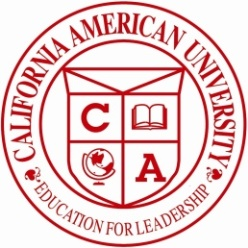 CALIFORNIA AMERICAN UNIVERSITY
C
A
EDUCATION FOR LEADERSHIP